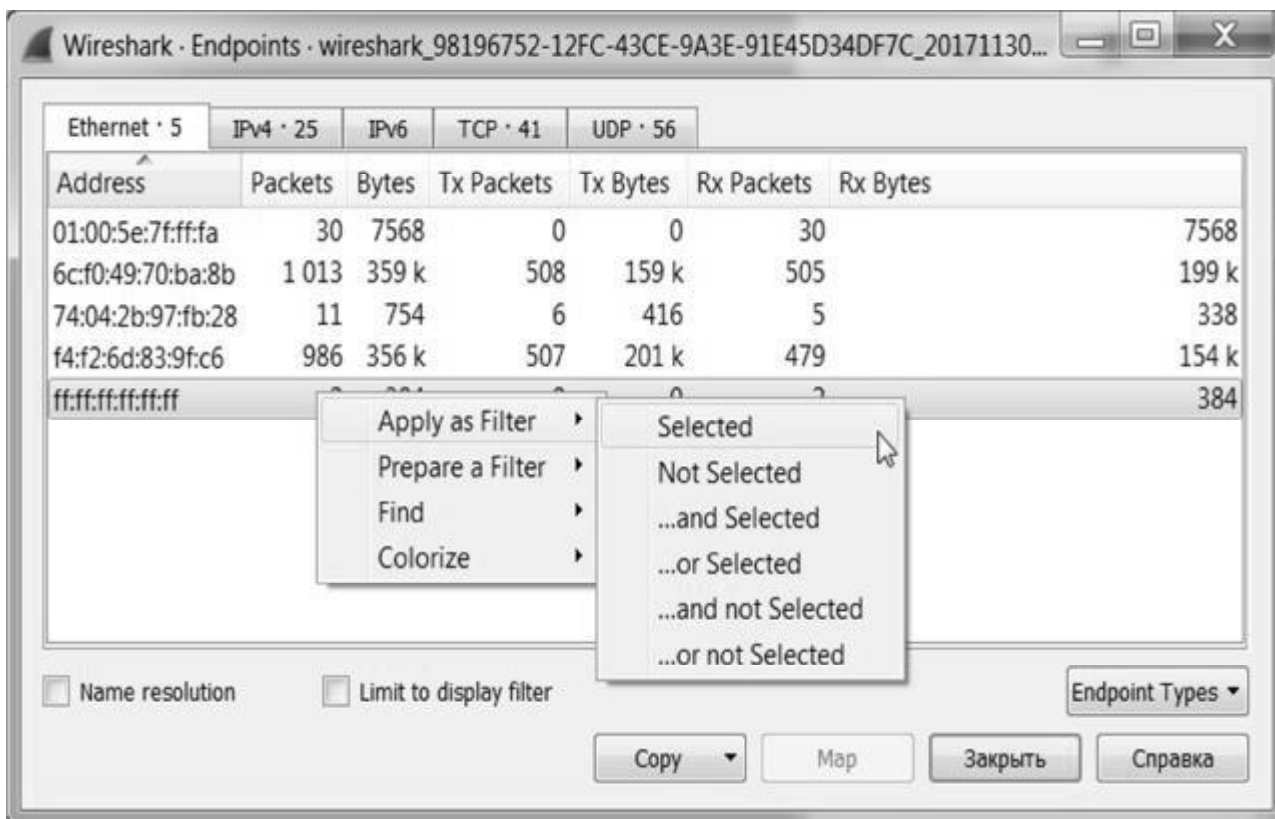 Wireshark · Endpoints · wireshark_98196752-12FC-43CE-9A3E-91E45D34DF7C_20171130...
Ethernet · 5 IPv4 · 25 IPv6 TCP · 41 UDP · 56
Address Packets Bytes Tx Packets Tx Bytes Rx Packets Rx Bytes
01:00:5e:7f:ff:fa 30 7568 0 0 30 7568
6c:f0:49:70:ba:8b 1 013 359 k 508 159 k 505 199 k
74:04:2b:97:fb:28 11 754 6 416 5 338
f4:f2:6d:83:9f:c6 986 356 k 507 201 k 479 154 k
ff:ff:ff:ff:ff:ff 384
Apply as Filter
Prepare a Filter
Find
Colorize
Selected
Not Selected
...and Selected
...or Selected
...and not Selected
...or not Selected
Name resolution Limit to display filter Endpoint Types
Copy Map Закрыть Справка